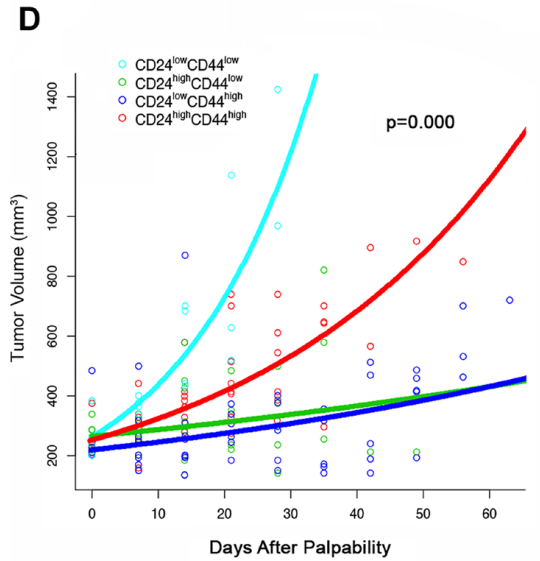 D
CD24lowCD44low
CD24highCD44low
CD24lowCD44high
CD24highCD44high
p=0.000
1400
1200
1000
800
600
400
200
Tumor Volume (mm³)
0 10 20 30 40 50 60
Days After Palpability